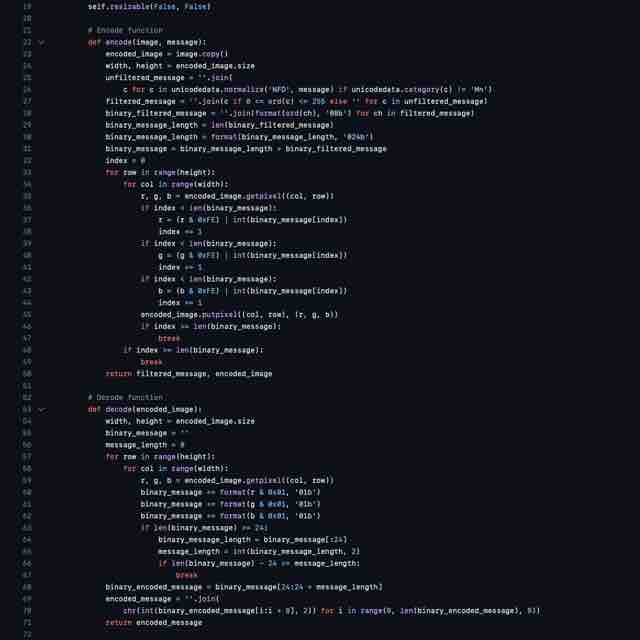 19 self.resizable(False, False)
20
21 # Encode function
22 def encode(image, message):
23 encoded_image = image.copy()
24 width, height = encoded_image.size
25 unfiltered_message = ''.join(
26 c for c in unicodedata.normalize('NFD', message) if unicodedata.category(c) != 'Mn')
27 filtered_message = ''.join(c if 0 <= ord(c) <= 255 else '' for c in unfiltered_message)
28 binary_filtered_message = ''.join(format(ord(ch), '08b') for ch in filtered_message)
29 binary_message_length = len(binary_filtered_message)
30 binary_message_length = format(binary_message_length, '024b')
31 binary_message = binary_message_length + binary_filtered_message
32 index = 0
33 for row in range(height):
34 for col in range(width):
35 r, g, b = encoded_image.getpixel((col, row))
36 if index < len(binary_message):
37 r = (r & 0xFE) | int(binary_message[index])
38 index += 1
39 if index < len(binary_message):
40 g = (g & 0xFE) | int(binary_message[index])
41 index += 1
42 if index < len(binary_message):
43 b = (b & 0xFE) | int(binary_message[index])
44 index += 1
45 encoded_image.putpixel((col, row), (r, g, b))
46 if index >= len(binary_message):
47 break
48 if index >= len(binary_message):
49 break
50 return filtered_message, encoded_image
51
52 # Decode function
53 def decode(encoded_image):
54 width, height = encoded_image.size
55 binary_message = ''
56 message_length = 0
57 for row in range(height):
58 for col in range(width):
59 r, g, b = encoded_image.getpixel((col, row))
60 binary_message += format(r & 0x01, '01b')
61 binary_message += format(g & 0x01, '01b')
62 binary_message += format(b & 0x01, '01b')
63 if len(binary_message) >= 24:
64 binary_message_length = binary_message[:24]
65 message_length = int(binary_message_length, 2)
66 if len(binary_message) - 24 >= message_length:
67 break
68 binary_encoded_message = binary_message[24:24 + message_length]
69 encoded_message = ''.join(
70 chr(int(binary_encoded_message[i:i + 8], 2)) for i in range(0, len(binary_encoded_message), 8))
71 return encoded_message
72